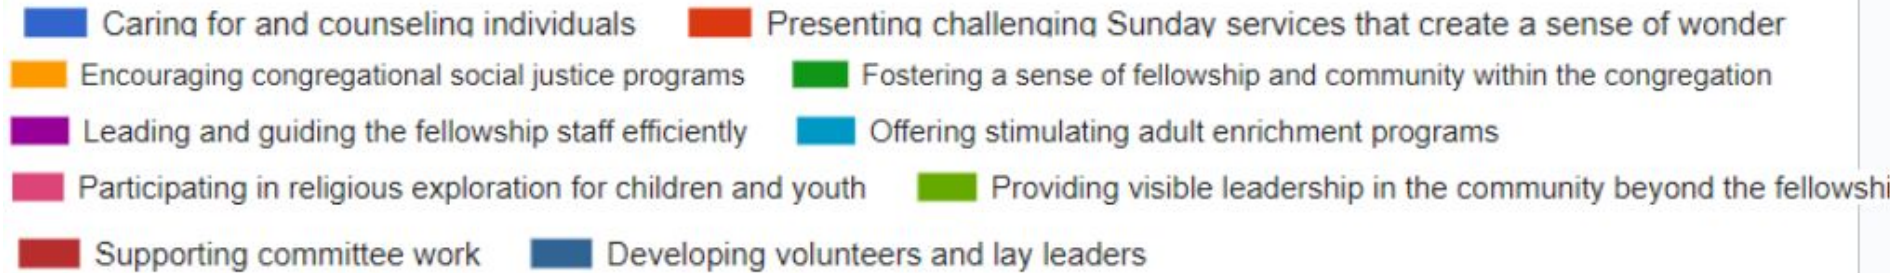 Caring for and counseling individuals Presenting challenging Sunday services that create a sense of wonder
Encouraging congregational social justice programs Fostering a sense of fellowship and community within the congregation
Leading and guiding the fellowship staff efficiently Offering stimulating adult enrichment programs
Participating in religious exploration for children and youth Providing visible leadership in the community beyond the fellowshi
Supporting committee work Developing volunteers and lay leaders